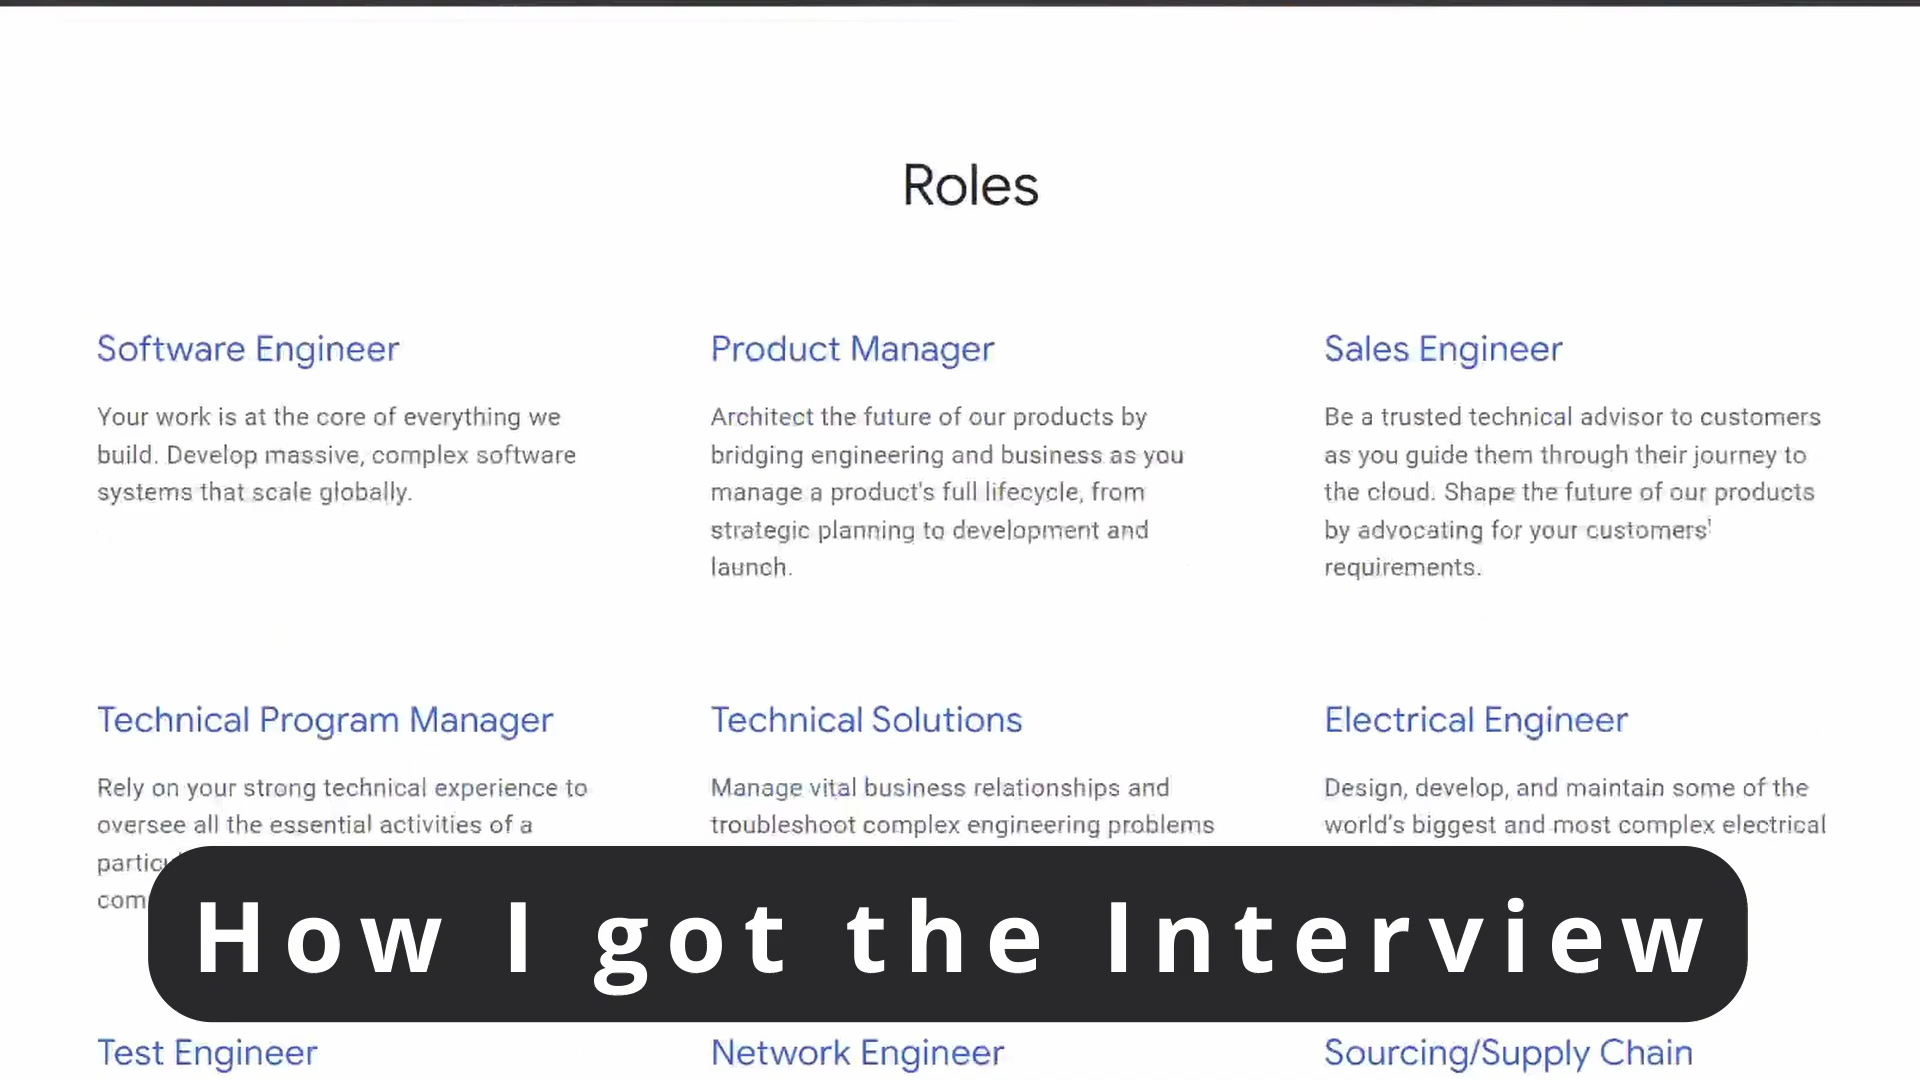 Roles
Software Engineer
Your work is at the core of everything we
build. Develop massive, complex software
systems that scale globally.
Product Manager
Architect the future of our products by
bridging engineering and business as you
manage a product's full lifecycle, from
strategic planning to development and
launch.
Sales Engineer
Be a trusted technical advisor to customers
as you guide them through their journey to
the cloud. Shape the future of our products
by advocating for your customers'
requirements.
Technical Program Manager
Rely on your strong technical experience to
oversee all the essential activities of a
Technical Solutions
Manage vital business relationships and
troubleshoot complex engineering problems
Electrical Engineer
Design, develop, and maintain some of the
world's biggest and most complex electrical
How I got the Interview
Test Engineer
Network Engineer
Sourcing/Supply Chain